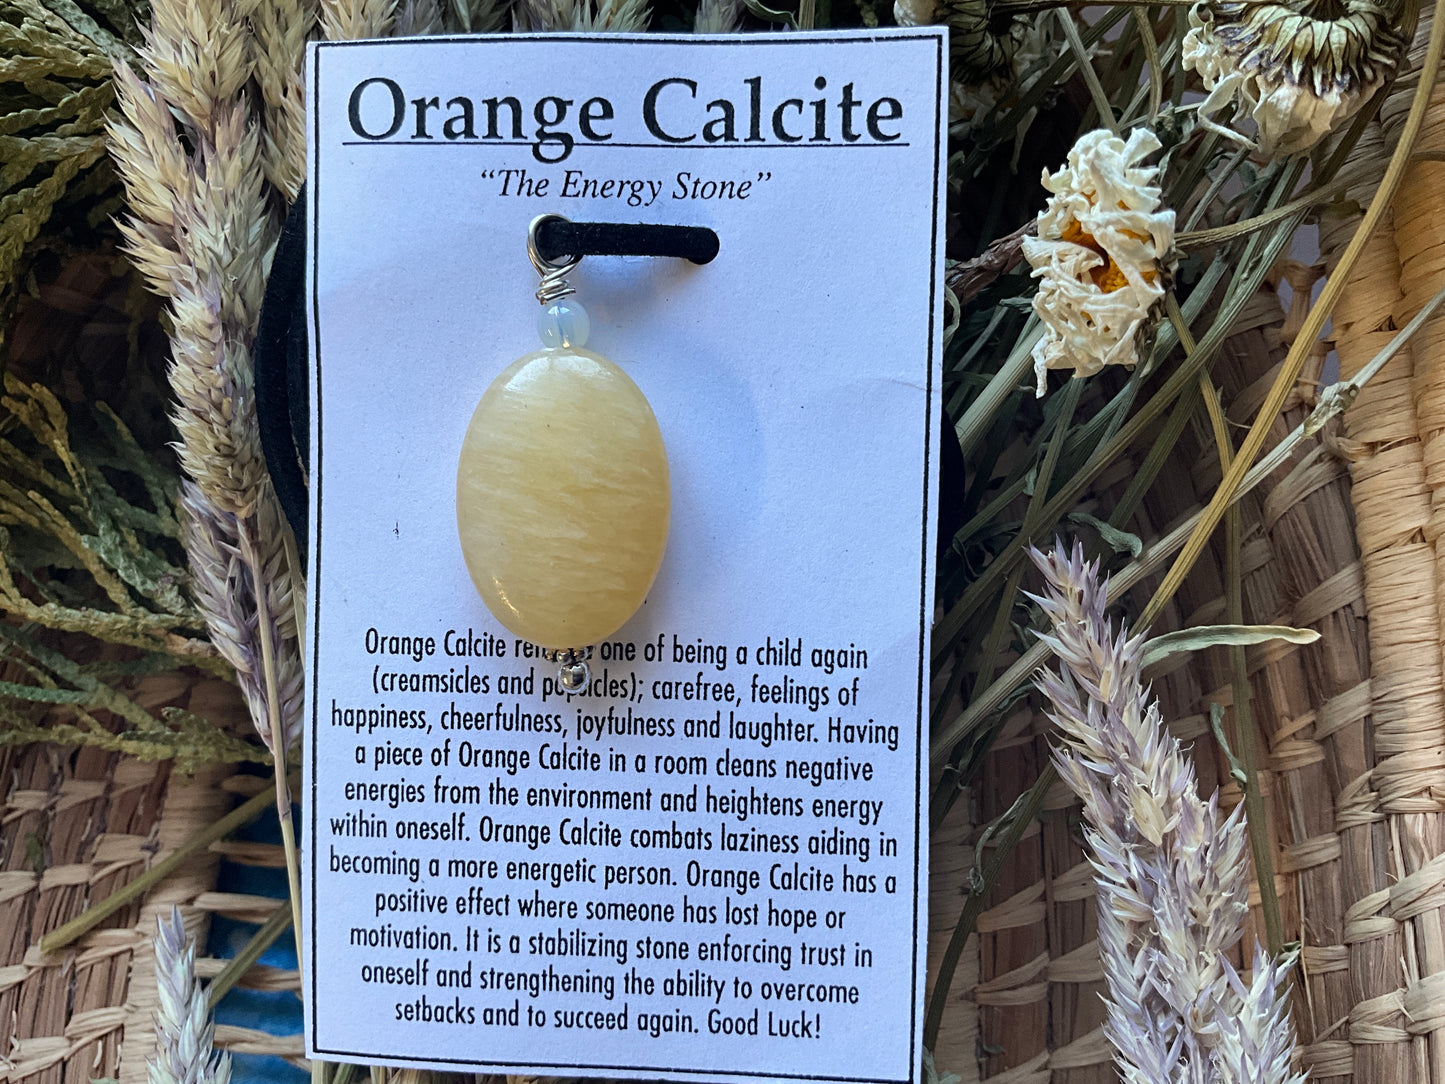 Orange Calcite
“The Energy Stone”
Orange Calcite one of being a child again
(creamsicles and popsicles); carefree, feelings of
happiness, cheerfulness, joyfulness and laughter. Having
a piece of Orange Calcite in a room cleans negative
energies from the environment and heightens energy
within oneself. Orange Calcite combats laziness aiding in
becoming a more energetic person. Orange Calcite has a
positive effect where someone has lost hope or
motivation. It is a stabilizing stone enforcing trust in
oneself and strengthening the ability to overcome
setbacks and to succeed again. Good Luck!